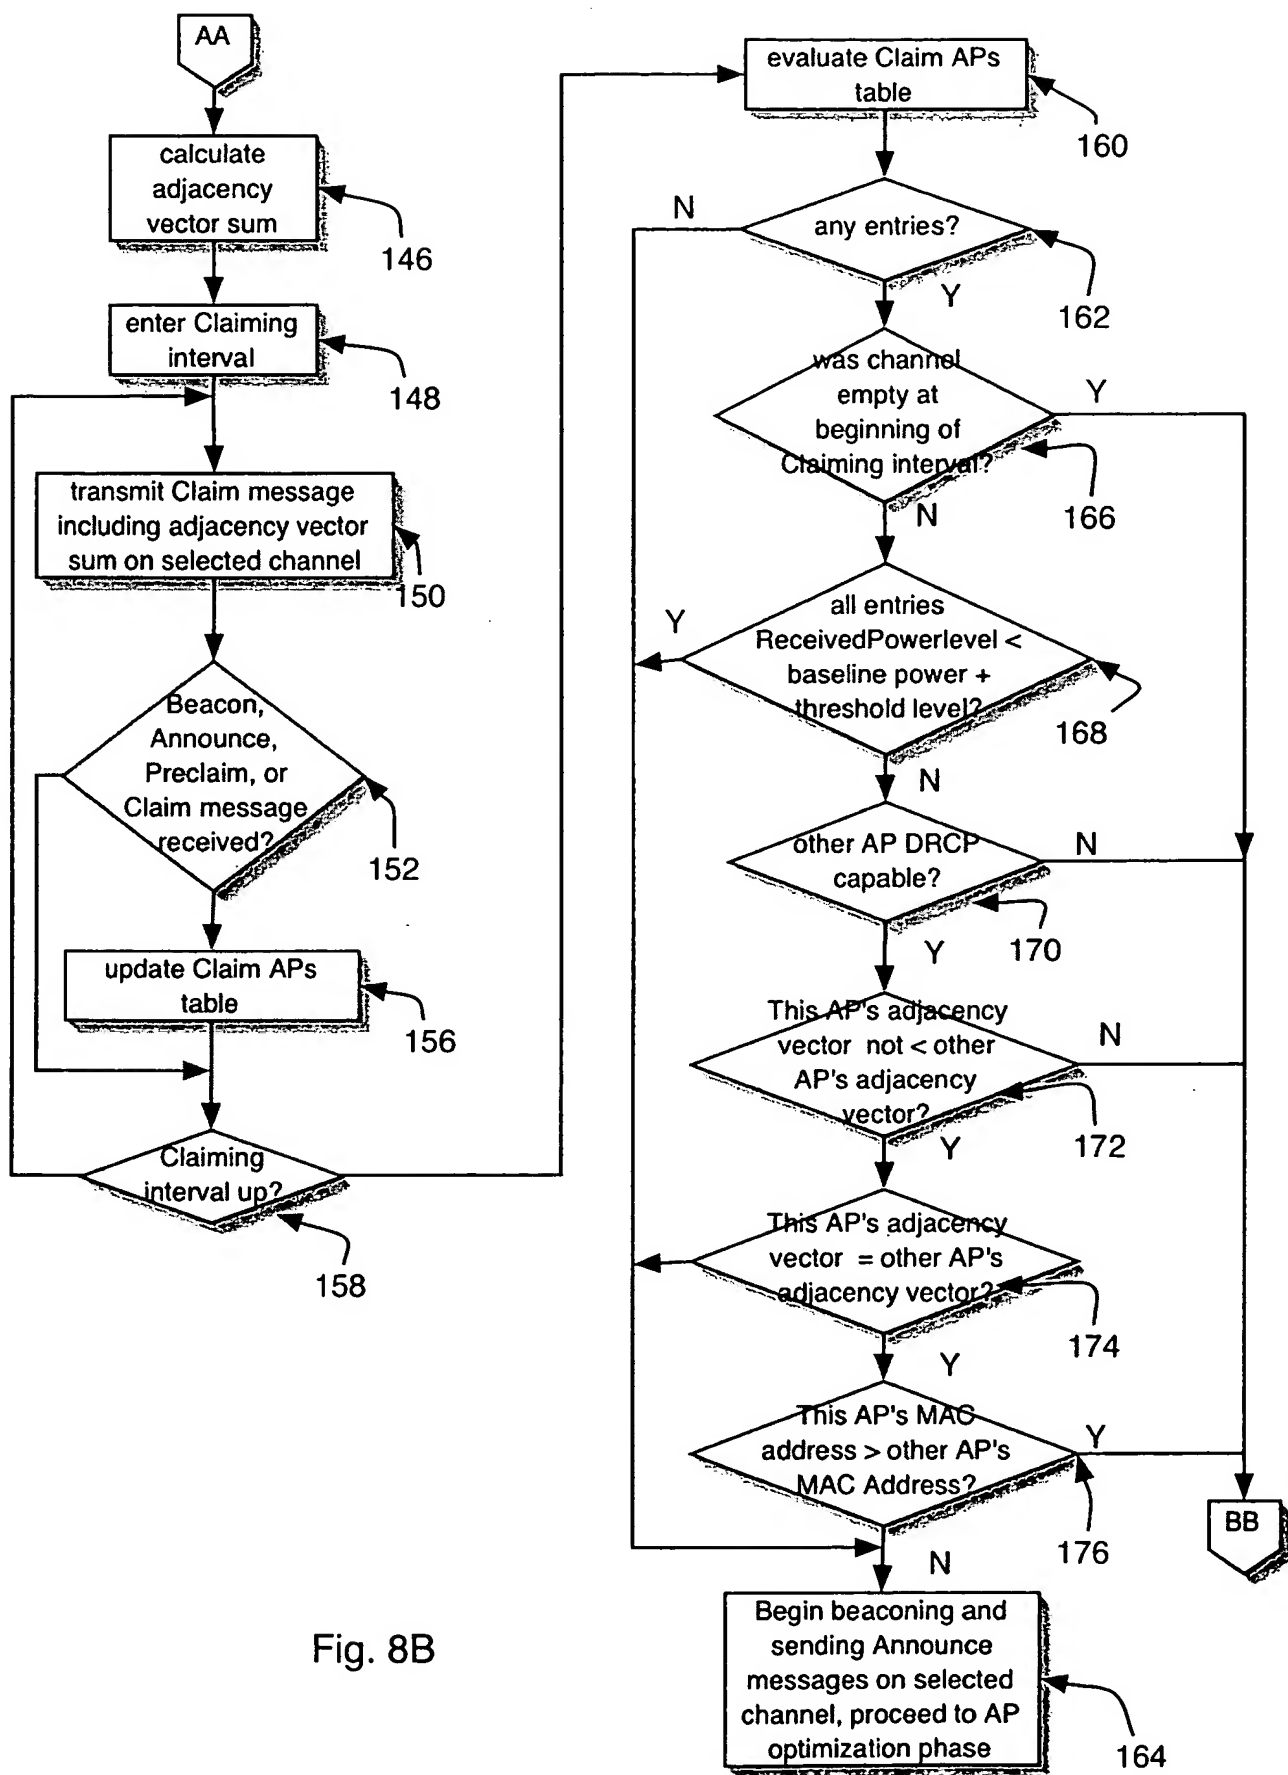 AA
calculate
adjacency
vector sum
146
enter Claiming
interval
148
transmit Claim message
including adjacency vector
sum on selected channel
150
Beacon,
Announce,
Preclaim, or
Claim message
received?
152
update Claim APs
table
156
Claiming
interval up?
158
evaluate Claim APs
table
160
N
any entries?
162
Y
was channel
empty at
beginning of
Claiming interval?
Y
166
N
all entries
ReceivedPowerlevel <
baseline power +
threshold level?
Y
168
N
other AP DRCP
capable?
N
170
Y
This AP's adjacency
vector not < other
AP's adjacency
vector?
N
172
Y
This AP's adjacency
vector = other AP's
adjacency vector?
174
Y
This AP's MAC
address > other AP's
MAC Address?
Y
176
BB
N
Begin beaconing and
sending Announce
messages on selected
channel, proceed to AP
optimization phase
164
Fig. 8B